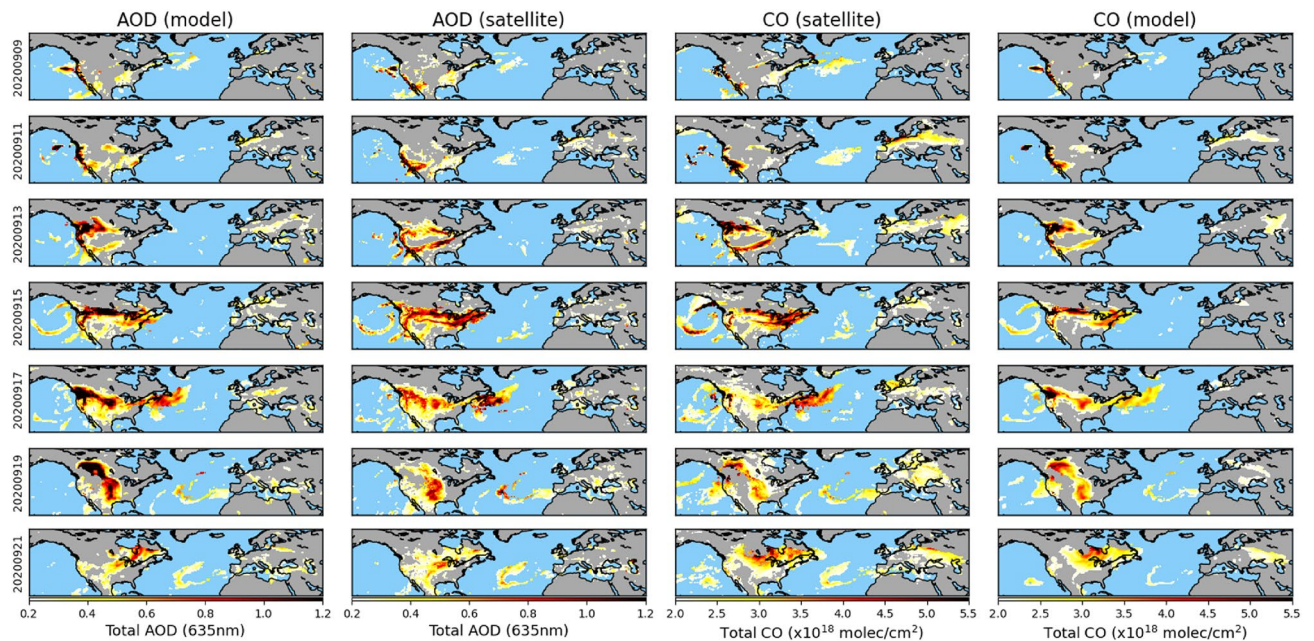 AOD (model) AOD (satellite) CO (satellite) CO (model)
20200909
20200911
20200913
20200915
20200917
20200919
20200921
0.2 0.4 0.6 0.8 1.0 1.2 0.4 0.6 0.8 1.0 1.2 2.0 2.5 3.0 3.5 4.0 4.5 5.0 5.5 2.0 2.5 3.0 3.5 4.0 4.5 5.0 5.5
Total AOD (635nm) Total AOD (635nm) Total CO (x10¹⁸ molec/cm²) Total CO (x10¹⁸ molec/cm²)